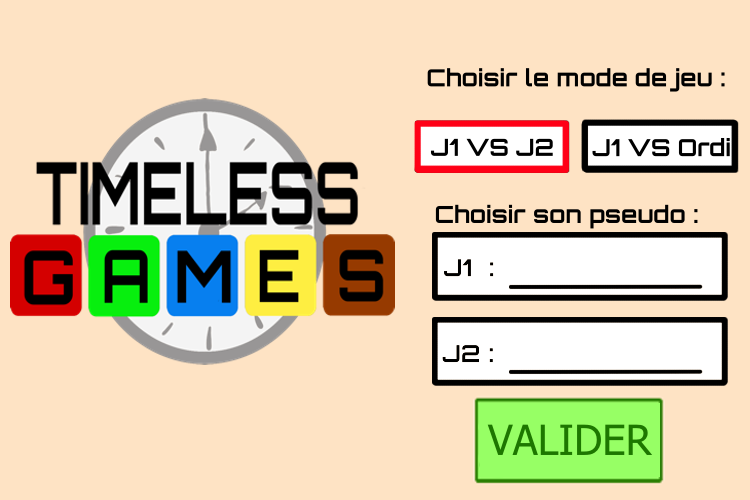 TIMELESS
GAMES
Choisir le mode de jeu :
J1 VS J2
J1 VS Ordi
Choisir son pseudo :
J1 :
J2 :
VALIDER